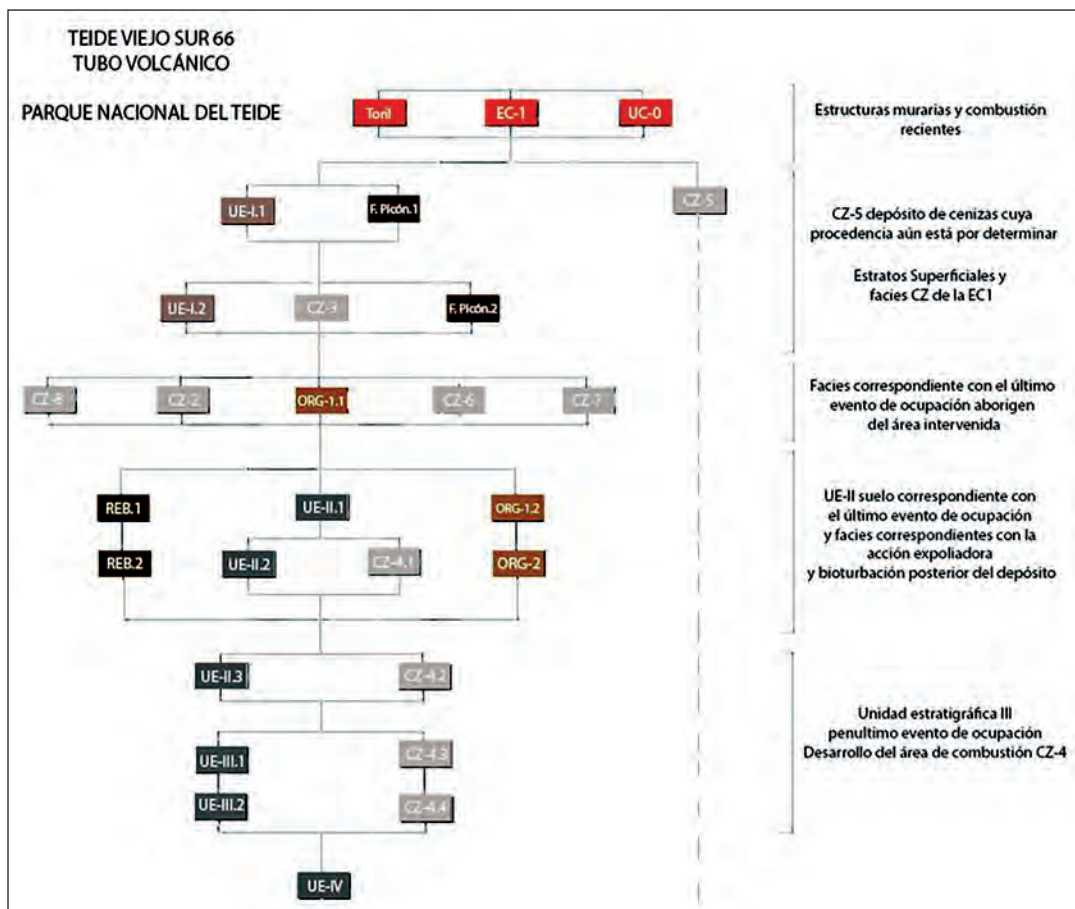 TEIDE VIEJO SUR 66
TUBO VOLCÁNICO
PARQUE NACIONAL DEL TEIDE
Toril
EC-1
UC-0
Estructuras murarias y combustión
recientes
UE-I.1
F. Picón.1
CZ-5
CZ-5 depósito de cenizas cuya
procedencia aún está por determinar
Estratos Superficiales y
facies CZ de la EC1
UE-I.2
CZ-3
F. Picón.2
CZ-8
CZ-2
ORG-1.1
CZ-6
CZ-7
Facies correspondiente con el último
evento de ocupación aborigen
del área intervenida
REB.1
UE-II.1
ORG-1.2
REB.2
UE-II.2
CZ-4.1
ORG-2
UE-II suelo correspondiente con
el último evento de ocupación
y facies correspondientes con la
acción expoliadora
y bioturbación posterior del depósito
UE-II.3
CZ-4.2
Unidad estratigráfica III
penultimo evento de ocupación
Desarrollo del área de combustión CZ-4
UE-III.1
CZ-4.3
UE-III.2
CZ-4.4
UE-IV